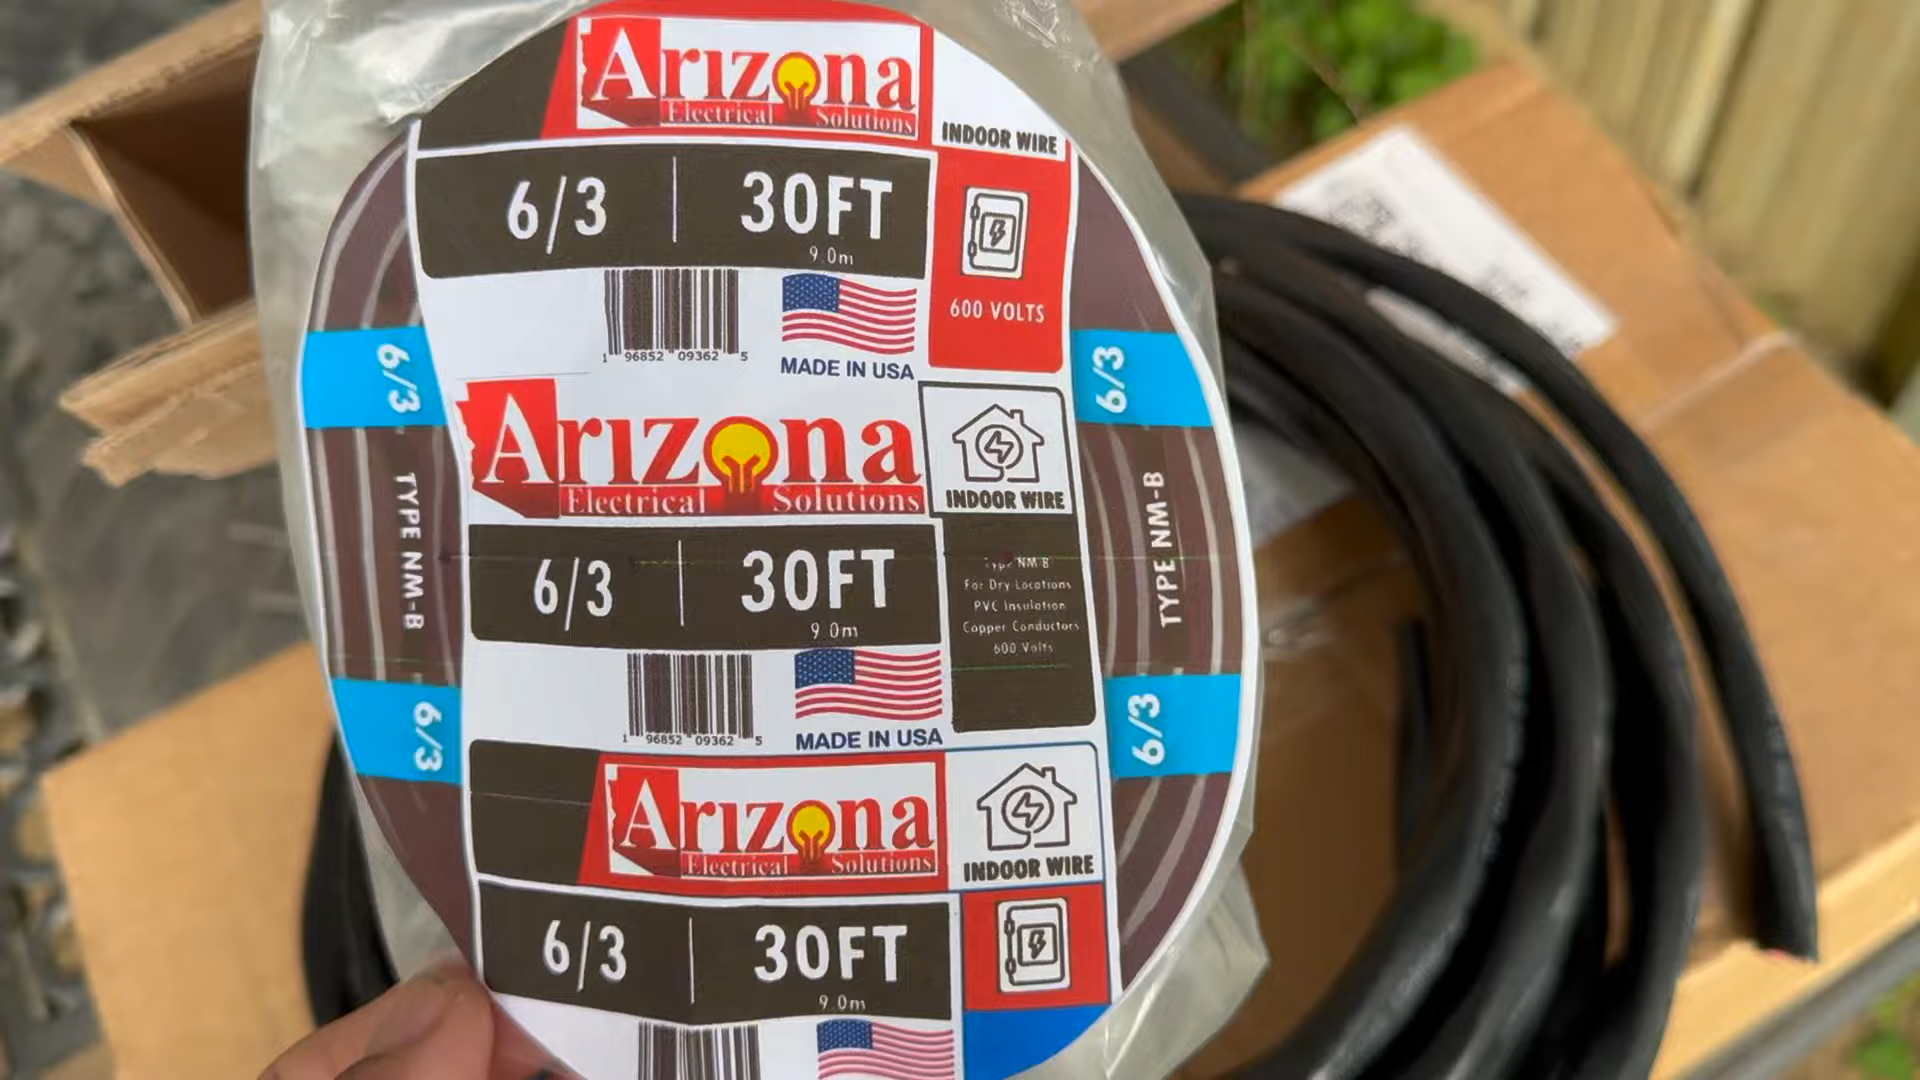 Arizona
Electrical Solutions
INDOOR WIRE
6/3 30FT
9.0m
600 VOLTS
1 96852 09362 5
MADE IN USA
6/3
6/3
Arizona
Electrical Solutions
INDOOR WIRE
TYPE NM-B
TYPE NM-B
6/3 30FT
9.0m
Type NM-B
For Dry Locations
PVC Insulation
Copper Conductors
600 Volts
1 96852 09362 5
MADE IN USA
6/3
6/3
Arizona
Electrical Solutions
INDOOR WIRE
6/3 30FT
9.0m